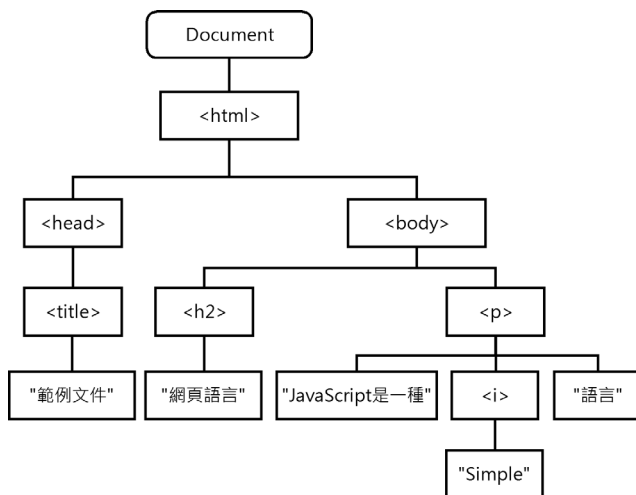 Document
<html>
<head>
<body>
<title>
<h2>
<p>
"範例文件"
"網頁語言"
"JavaScript是一種"
<i>
"語言"
"Simple"